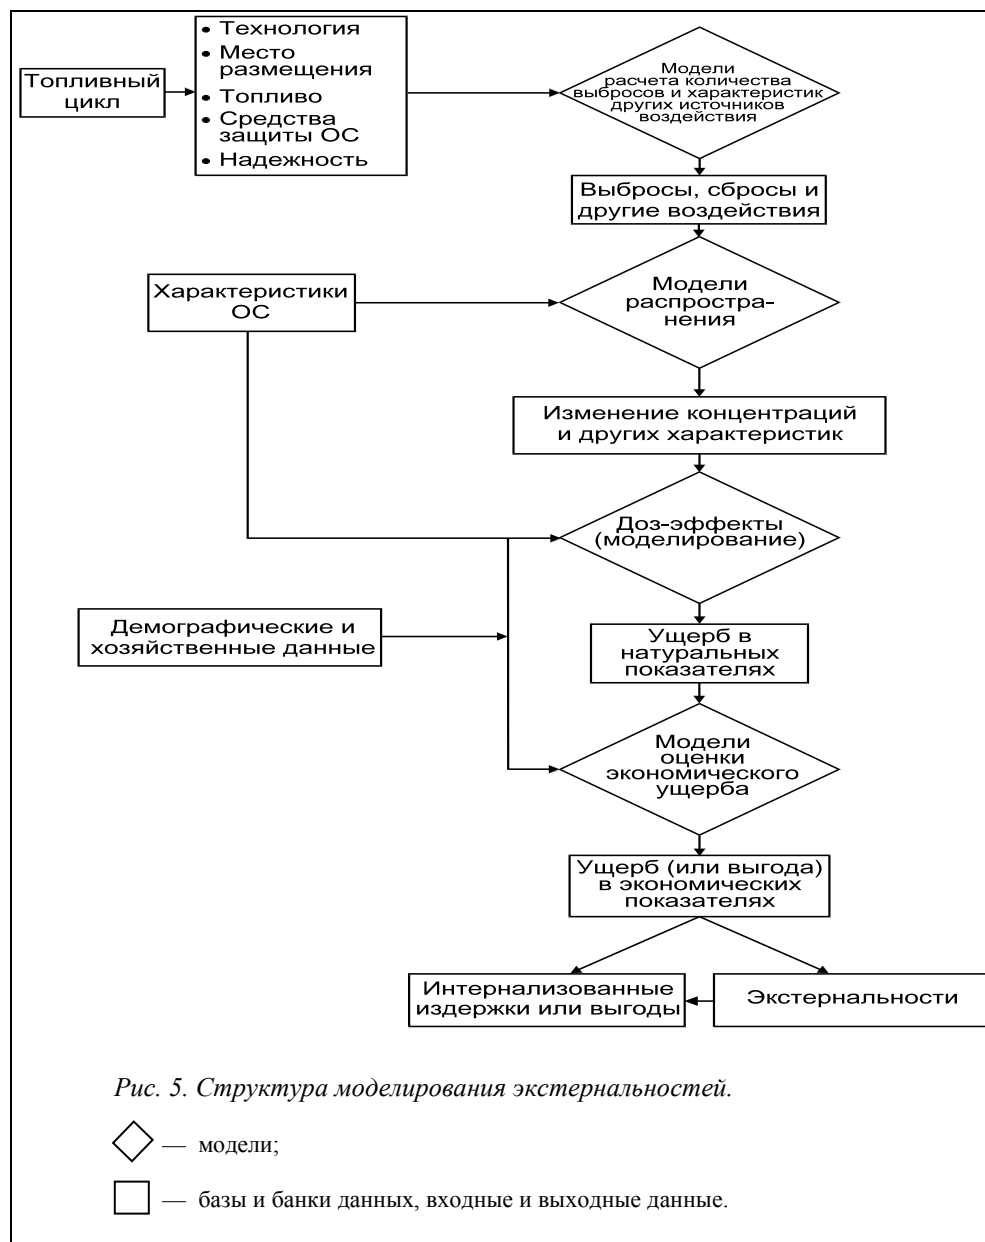 Топливный
цикл
• Технология
• Место
размещения
• Топливо
• Средства
защиты ОС
• Надежность
Модели
расчета количества
выбросов и характеристик
других источников
воздействия
Выбросы, сбросы и
другие воздействия
Характеристики
ОС
Модели
распростра-
нения
Изменение концентраций
и других характеристик
Доз-эффекты
(моделирование)
Демографические и
хозяйственные данные
Ущерб в
натуральных
показателях
Модели
оценки
экономического
ущерба
Ущерб (или выгода)
в экономических
показателях
Интернализованные
издержки или выгоды
Экстернальности
Рис. 5. Структура моделирования экстернальностей.
— модели;
— базы и банки данных, входные и выходные данные.